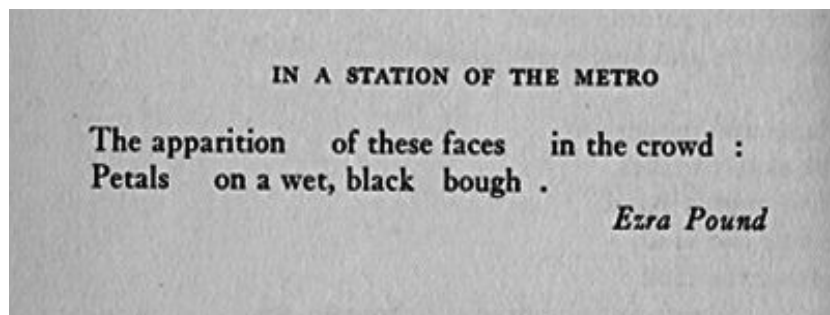 IN A STATION OF THE METRO
The apparition of these faces in the crowd :
Petals on a wet, black bough .
Ezra Pound